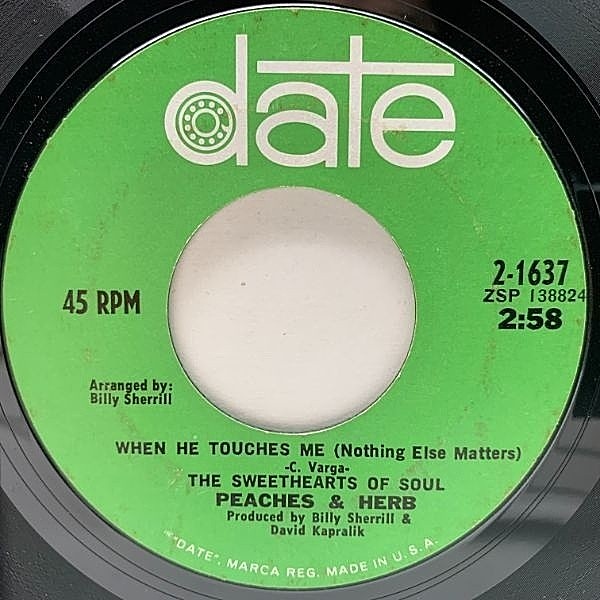 date
2-1637
ZSP 138824
2:58
45 RPM
Arranged by:
Billy Sherrill
WHEN HE TOUCHES ME (Nothing Else Matters)
-C. Varga-
THE SWEETHEARTS OF SOUL
PEACHES & HERB
Produced by Billy Sherrill &
David Kapralik
"DATE". MARCA REG. MADE IN U.S.A.